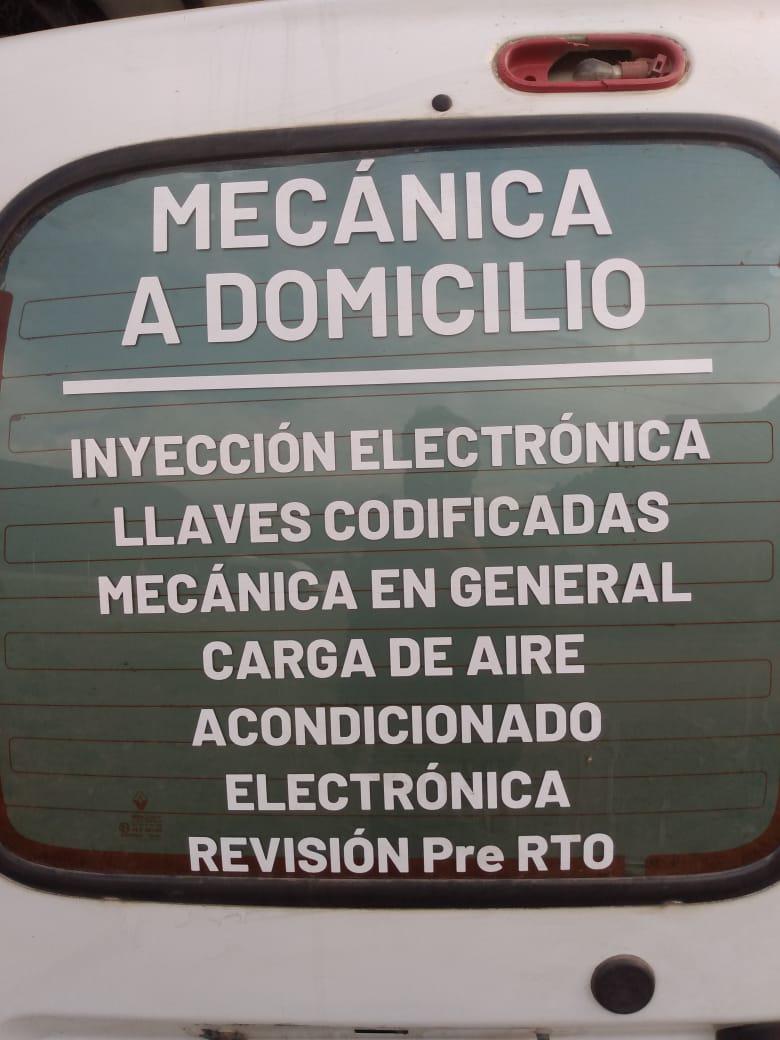 MECÁNICA
A DOMICILIO
INYECCIÓN ELECTRÓNICA
LLAVES CODIFICADAS
MECÁNICA EN GENERAL
CARGA DE AIRE
ACONDICIONADO
ELECTRÓNICA
REVISIÓN Pre RTO